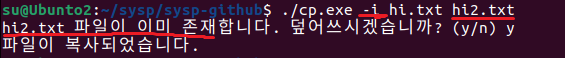 su@Ubunto2:~/sysp/sysp-github$ ./cp.exe -i hi.txt hi2.txt
hi2.txt 파일이 이미 존재합니다. 덮어쓰시겠습니까? (y/n) y
파일이 복사되었습니다.